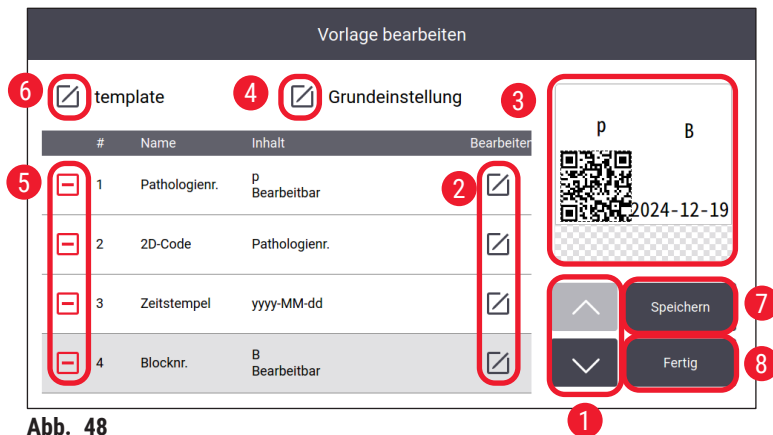 Vorlage bearbeiten
6 template 4 Grundeinstellung 3
# Name Inhalt Bearbeiten
5 1 Pathologienr. p
Bearbeitbar 2
2 2D-Code Pathologienr.
3 Zeitstempel yyyy-MM-dd
4 Blocknr. B
Bearbeitbar
p B
2024-12-19
Speichern 7
Fertig 8
1
Abb. 48